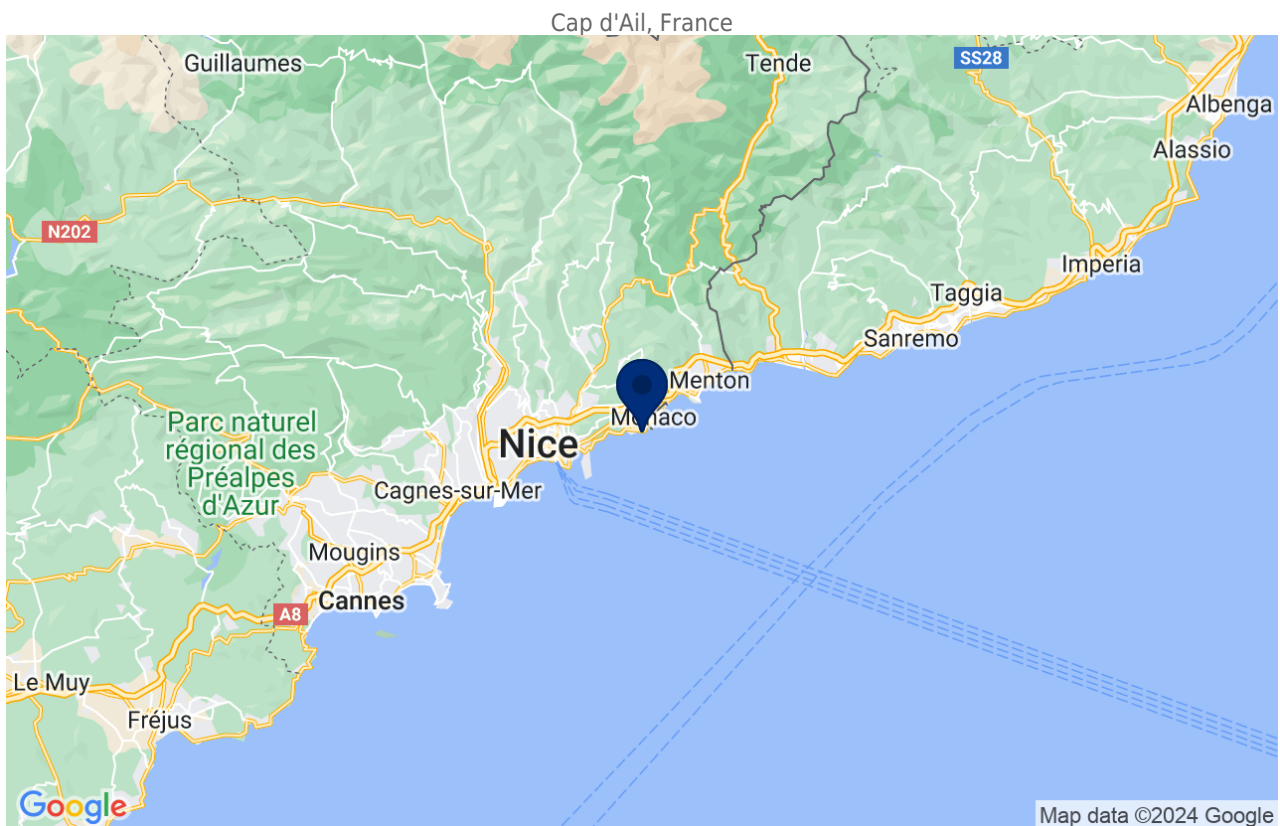 Cap d'Ail, France
Guillaumes
Tende
SS28
Albenga
Alassio
N202
Imperia
Taggia
Sanremo
Menton
Monaco
Parc naturel
régional des
Préalpes
d'Azur
Nice
Cagnes-sur-Mer
Mougins
Cannes
A8
Le Muy
Fréjus
Google
Map data ©2024 Google